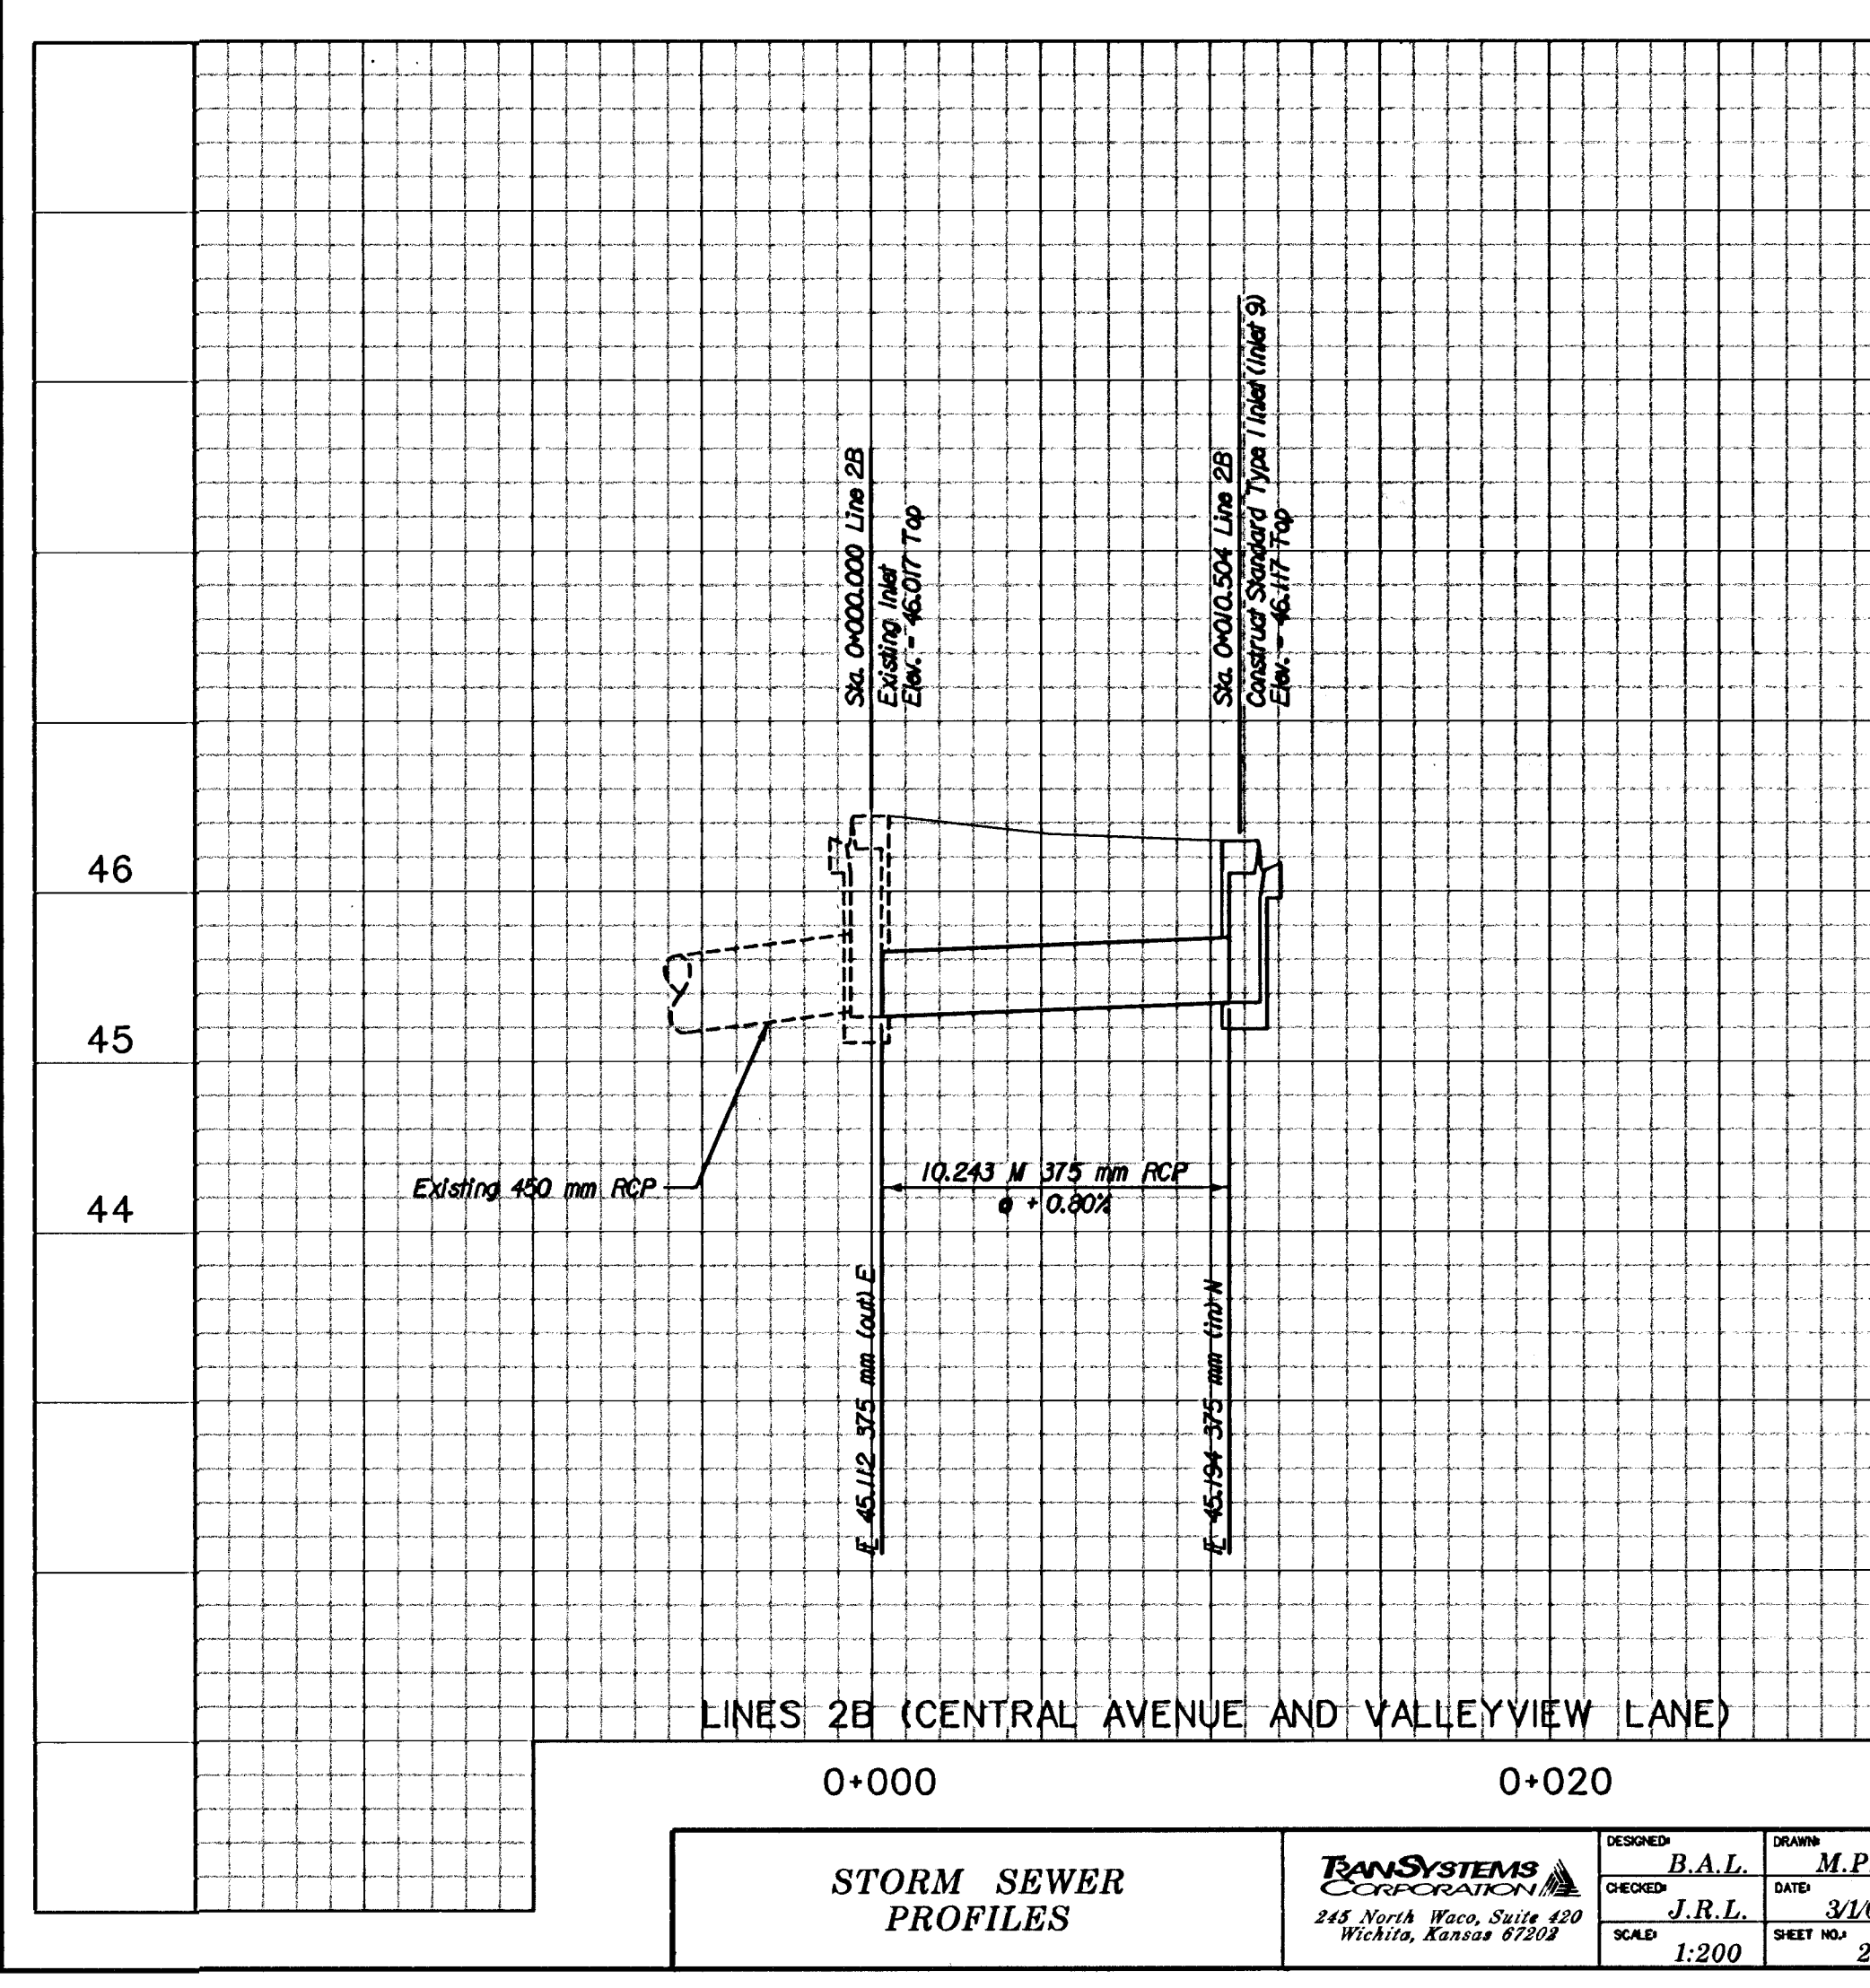 Sta. 0+000.000 Line 2B
Existing Inlet
Elev. = 46.017 Top
Sta. 0+010.504 Line 2B
Construct Standard Type I Inlet (Inlet 9)
Elev. = 46.117 Top
46
45
44
Existing 450 mm RCP
10.243 M 375 mm RCP
@ + 0.80%
45.112 375 mm (out) E
45.194 375 mm (in) N
LINES 2B (CENTRAL AVENUE AND VALLEYVIEW LANE)
0+000
0+020
STORM SEWER
PROFILES
TRANSYSTEMS
CORPORATION
245 North Waco, Suite 420
Wichita, Kansas 67202
DESIGNED:
B.A.L.
DRAWN:
M.P.
CHECKED:
J.R.L.
DATE:
3/1/
SCALE:
1:200
SHEET NO.:
2